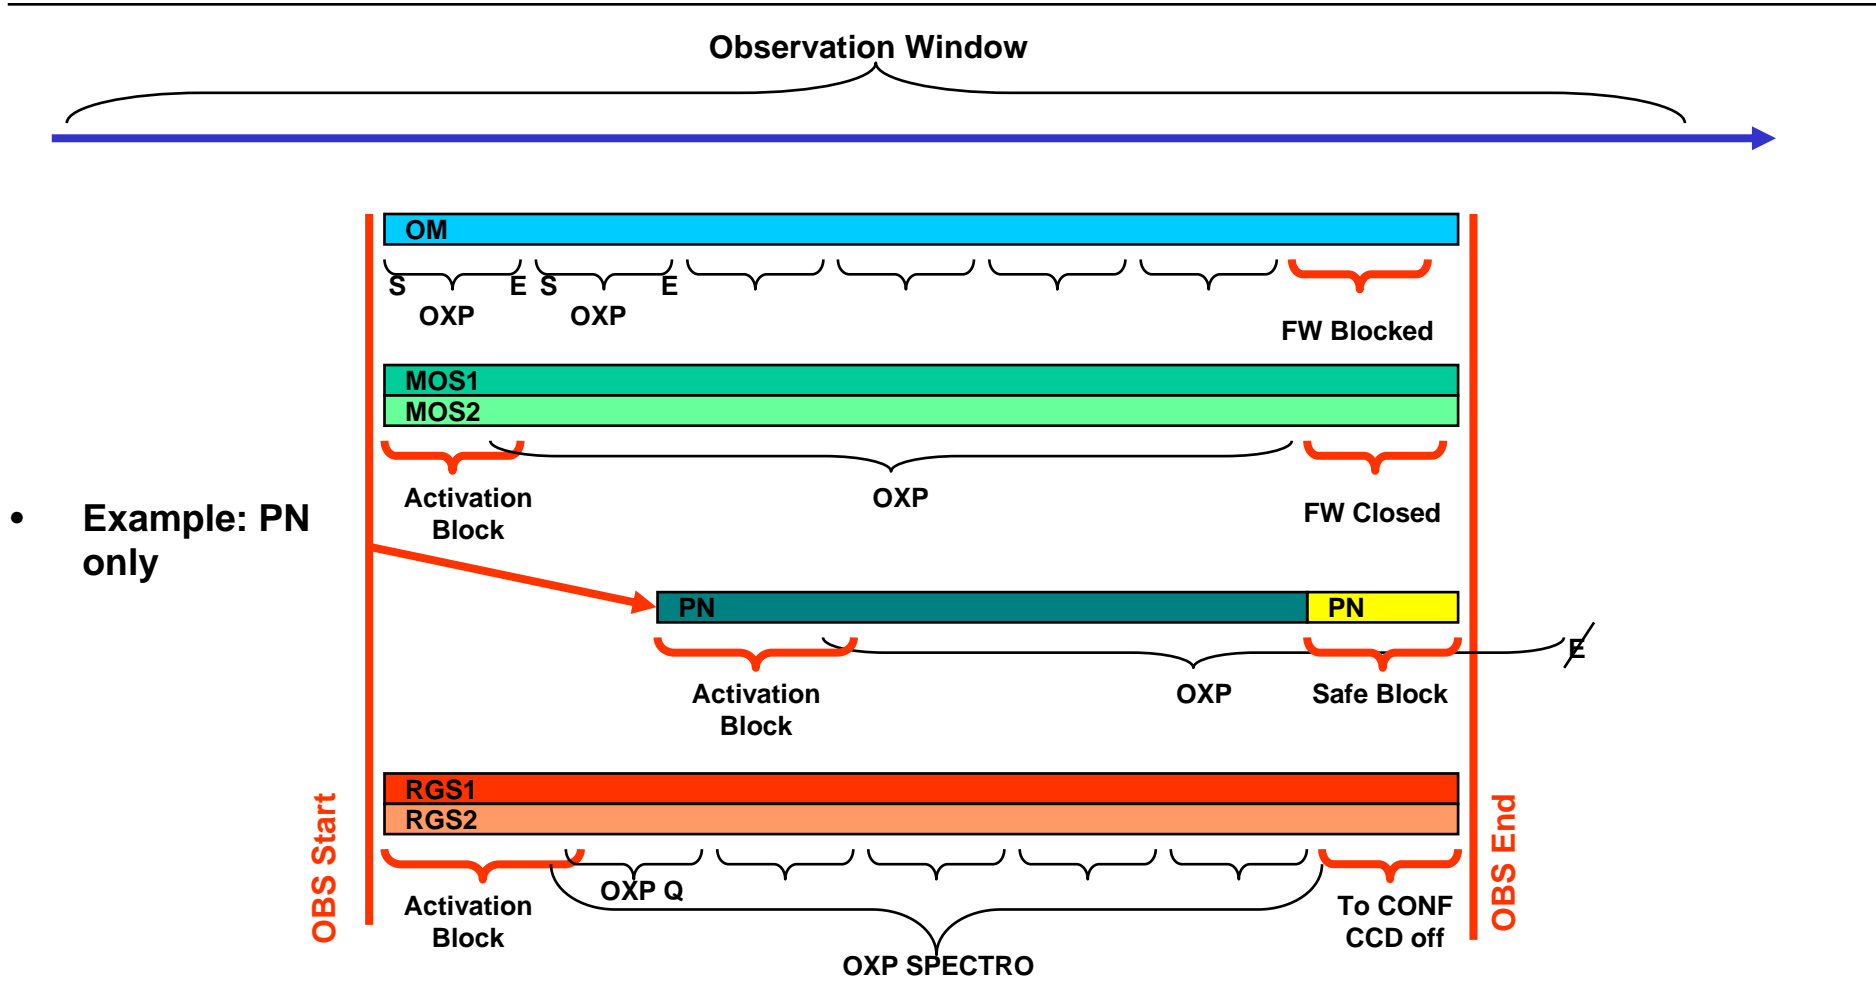 Observation Window
OM
S E S E
OXP OXP
FW Blocked
MOS1
MOS2
Activation
Block
OXP
FW Closed
• Example: PN
only
PN PN
E
Activation
Block
OXP
Safe Block
RGS1
RGS2
OBS Start
OBS End
OXP Q
Activation
Block
To CONF
CCD off
OXP SPECTRO